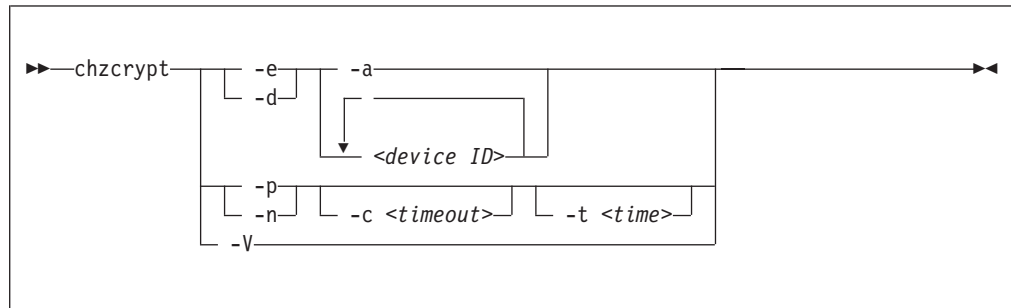 chzcrypt -e -a
-d
<device ID>
-p
-n -c <timeout> -t <time>
-V